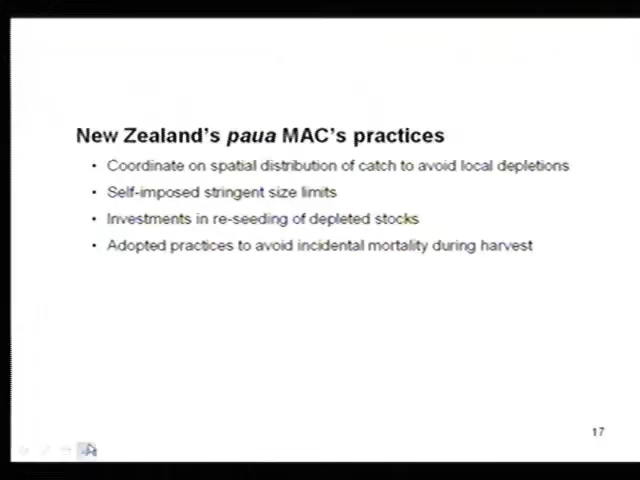 New Zealand's paua MAC's practices
• Coordinate on spatial distribution of catch to avoid local depletions
• Self-imposed stringent size limits
• Investments in re-seeding of depleted stocks
• Adopted practices to avoid incidental mortality during harvest
17